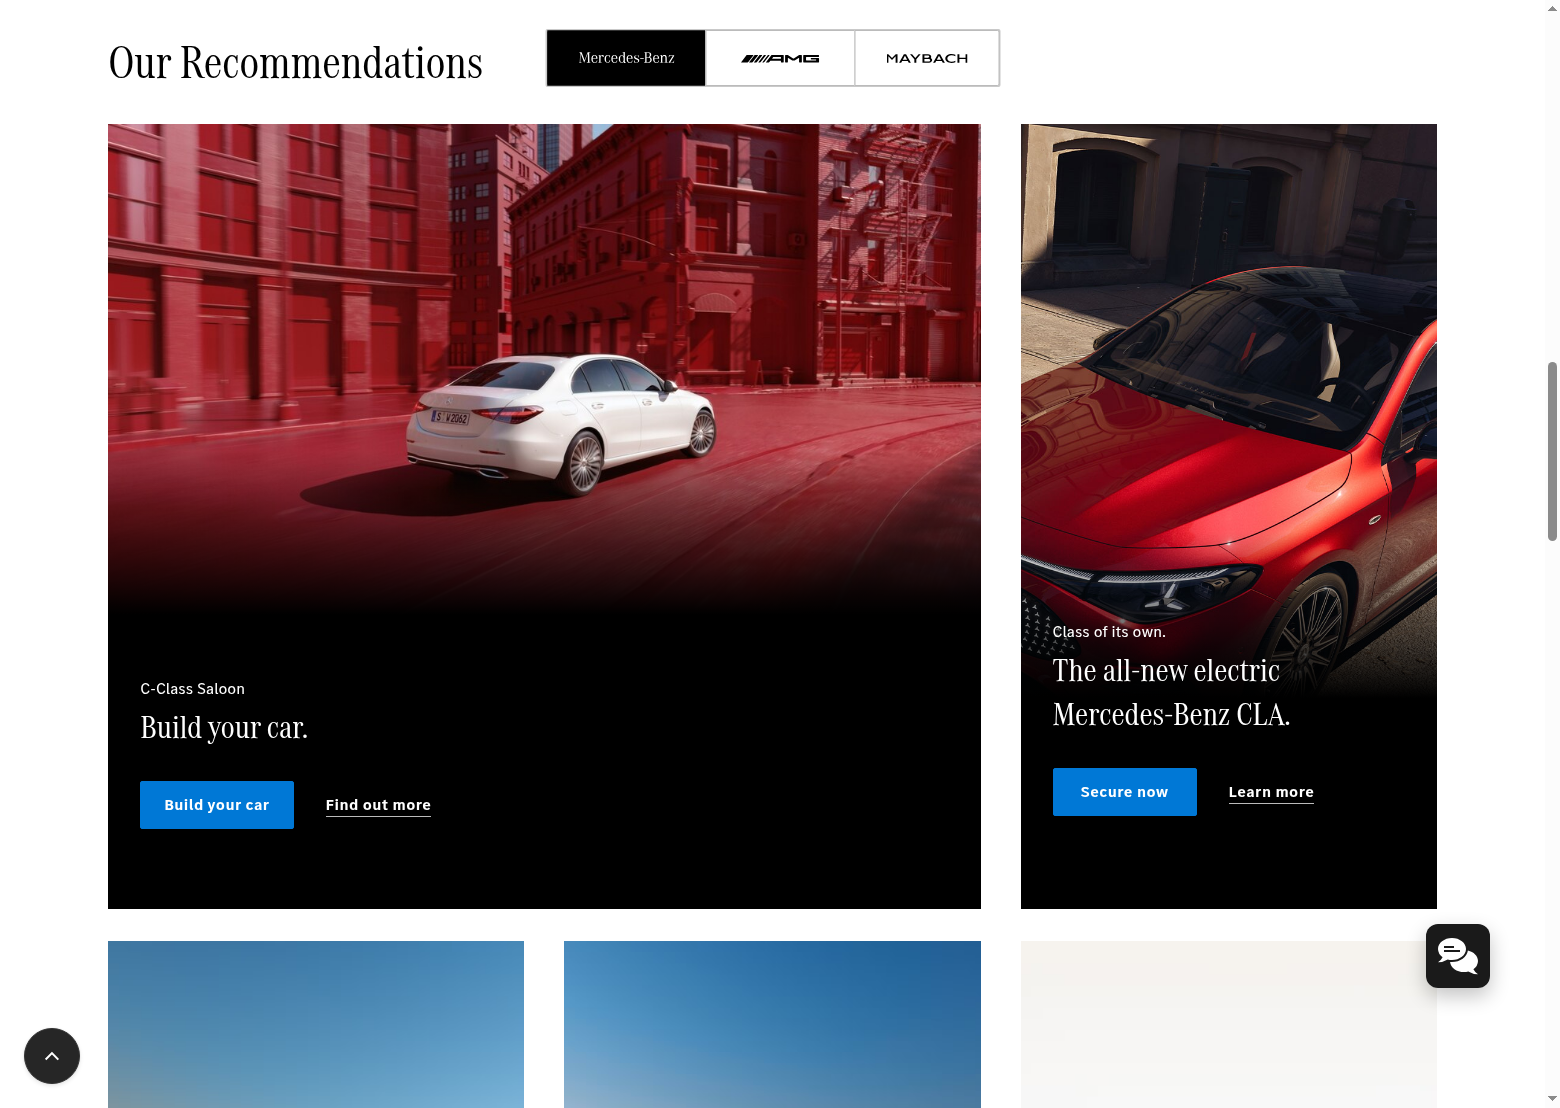 Our Recommendations
Mercedes-Benz
AMG
MAYBACH
S W 2062
C-Class Saloon
Build your car.
Build your car
Find out more
Class of its own.
The all-new electric
Mercedes-Benz CLA.
Secure now
Learn more